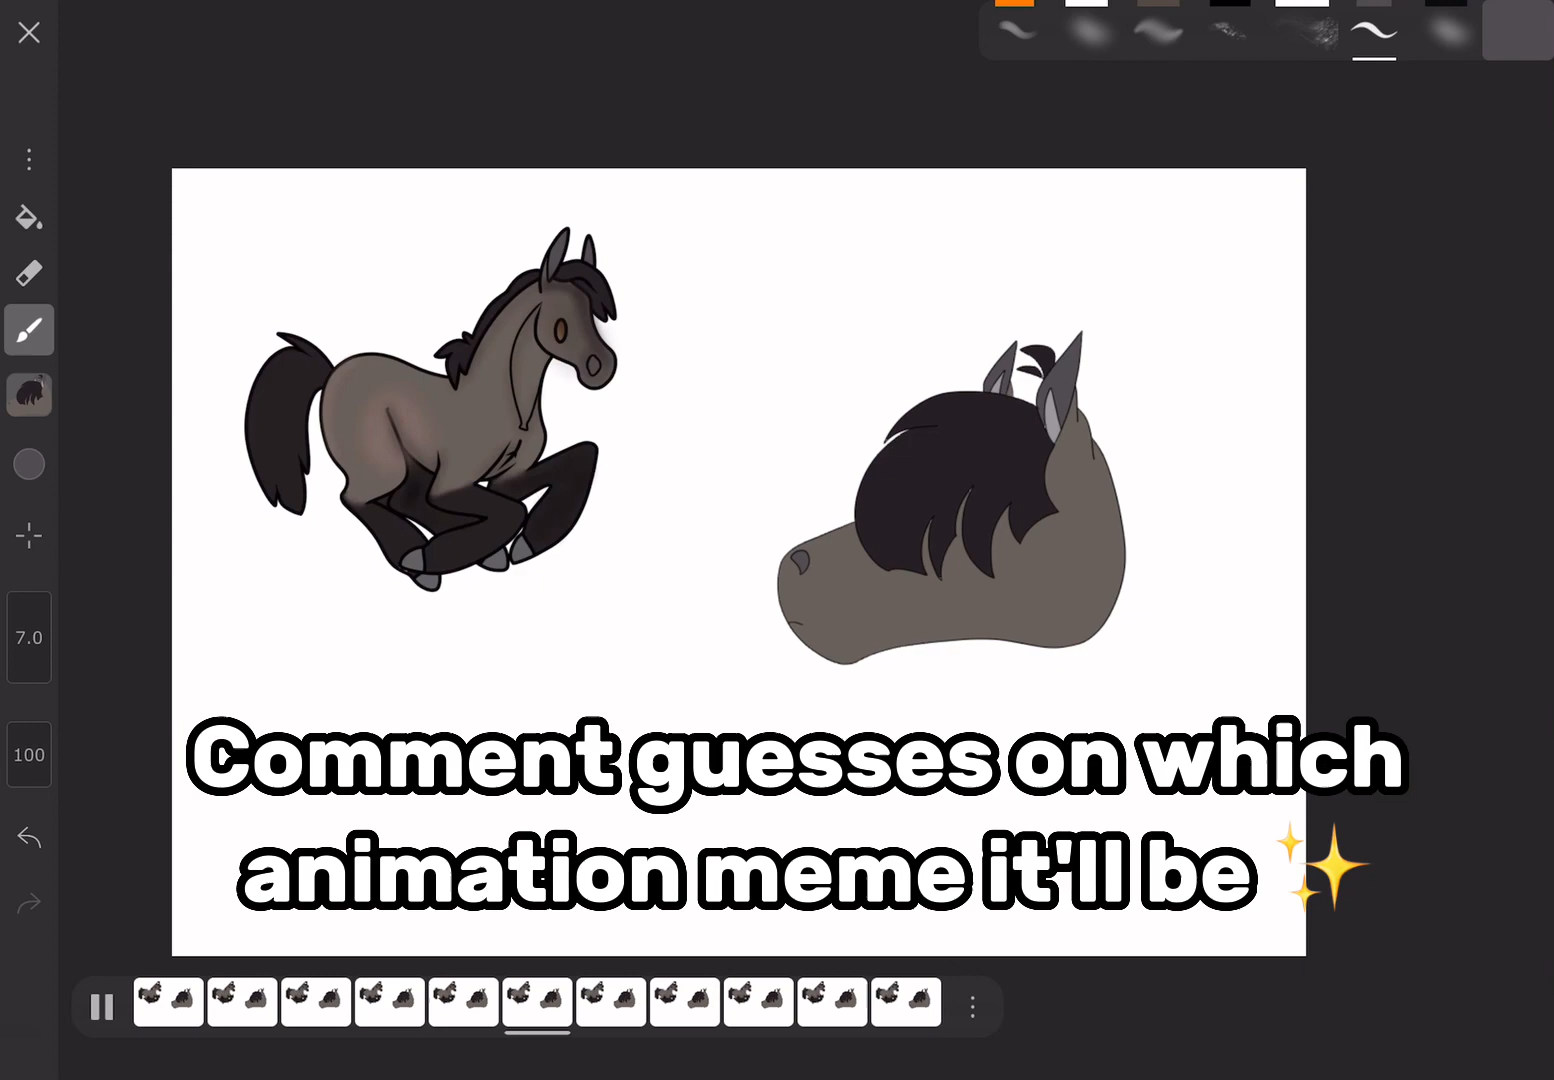 7.0
100
Comment guesses on which
animation meme it'll be ✨